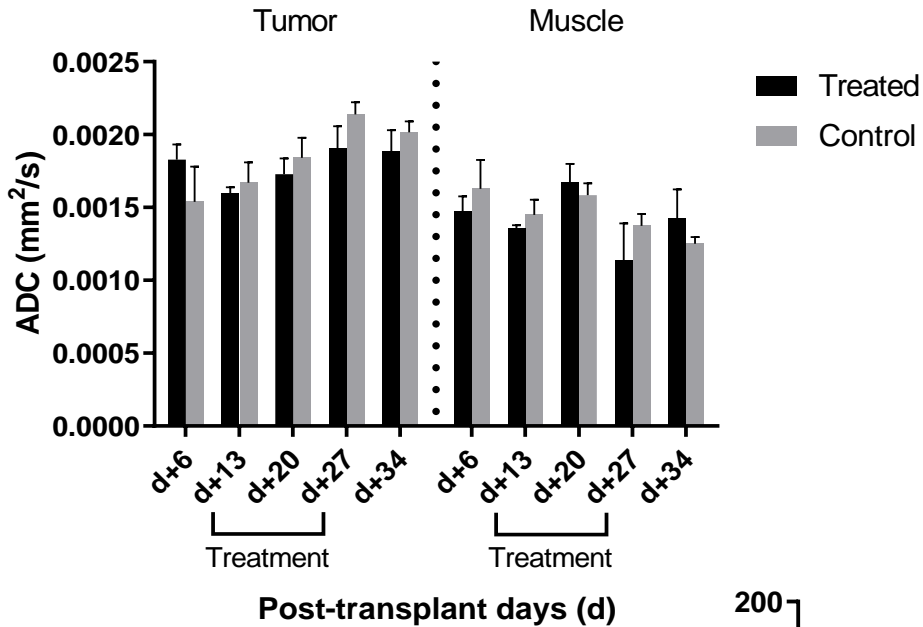 Tumor Muscle
0.0025
0.0020
0.0015
0.0010
0.0005
0.0000
ADC (mm²/s)
Treated
Control
d+6 d+13 d+20 d+27 d+34 d+6 d+13 d+20 d+27 d+34
Treatment Treatment
Post-transplant days (d)
200